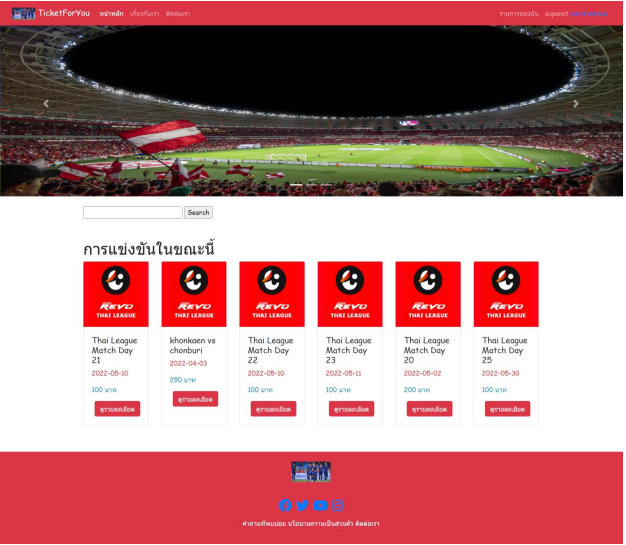 TicketForYou หน้าหลัก เกี่ยวกับเรา ติดต่อเรา
รายการของฉัน supanat
Search
การแข่งขันในขณะนี้
REVO
THAI LEAGUE
Thai League
Match Day
21
2022-05-10
100 บาท
ดูรายละเอียด
REVO
THAI LEAGUE
khonkaen vs
chonburi
2022-04-03
250 บาท
ดูรายละเอียด
REVO
THAI LEAGUE
Thai League
Match Day
22
2022-05-10
100 บาท
ดูรายละเอียด
REVO
THAI LEAGUE
Thai League
Match Day
23
2022-05-11
100 บาท
ดูรายละเอียด
REVO
THAI LEAGUE
Thai League
Match Day
20
2022-05-02
200 บาท
ดูรายละเอียด
REVO
THAI LEAGUE
Thai League
Match Day
25
2022-05-30
100 บาท
ดูรายละเอียด
คำถามที่พบบ่อย นโยบายความเป็นส่วนตัว ติดต่อเรา